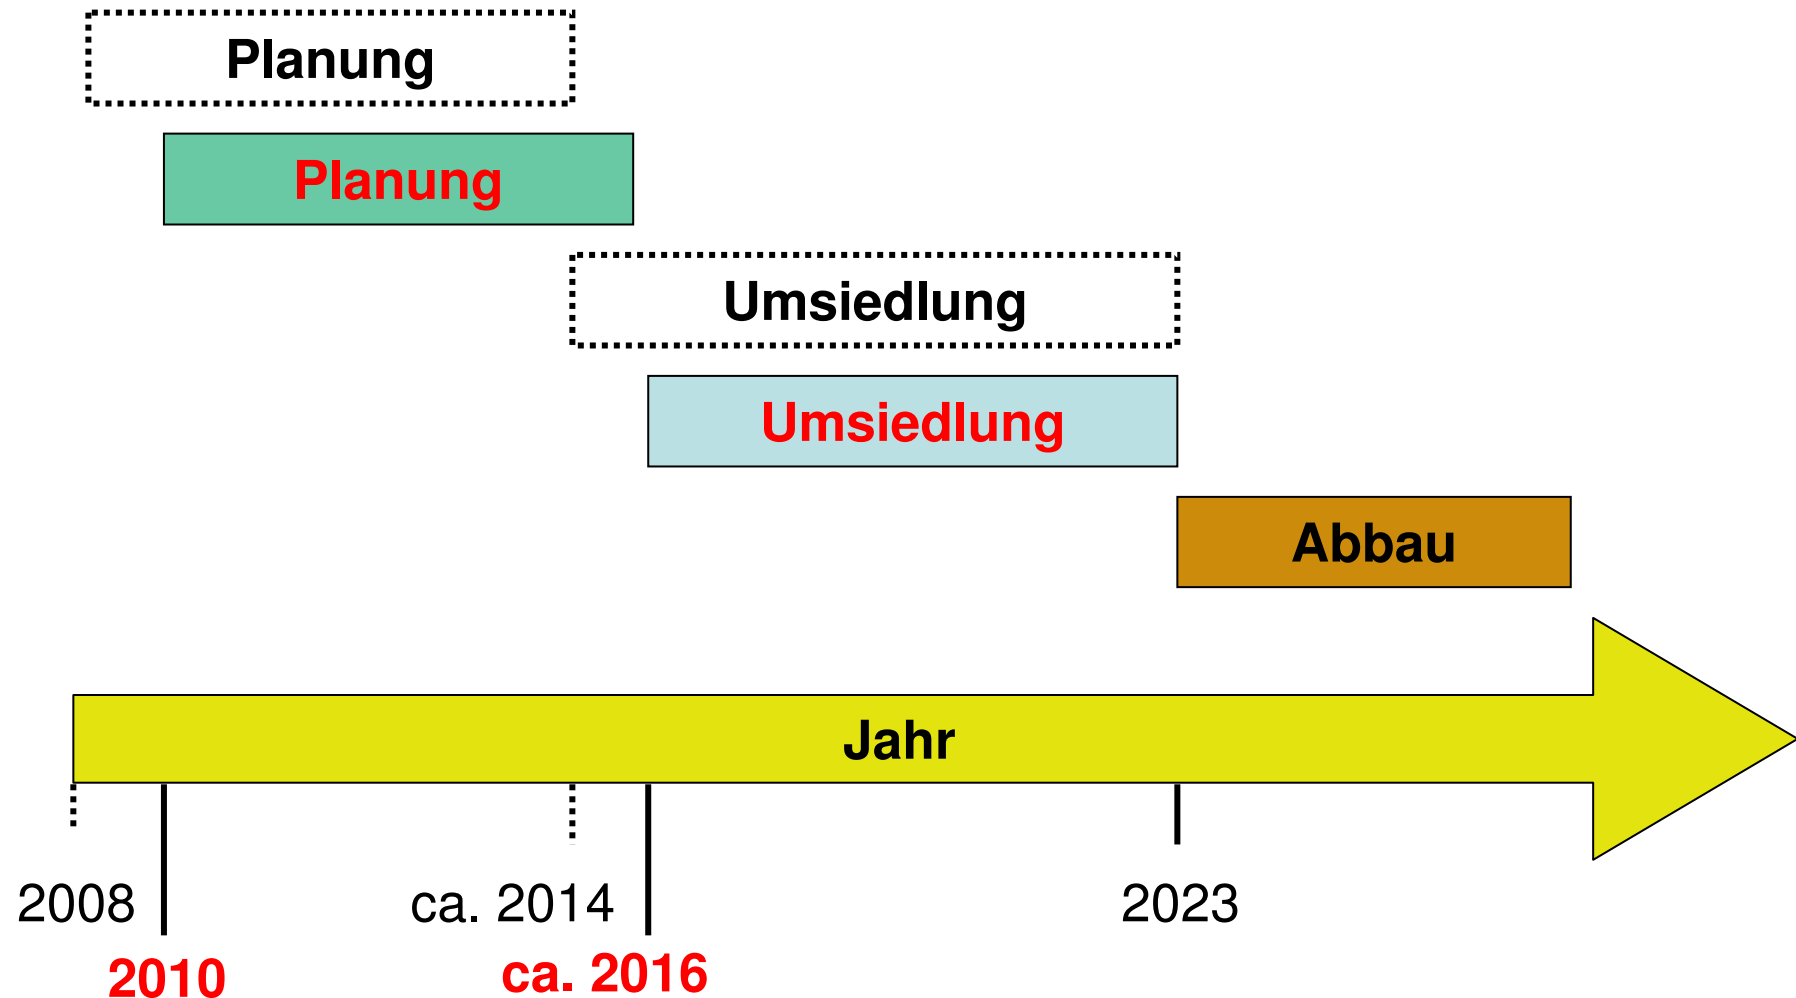 Planung
Planung
Umsiedlung
Umsiedlung
Abbau
Jahr
2008
ca. 2014
2023
2010
ca. 2016